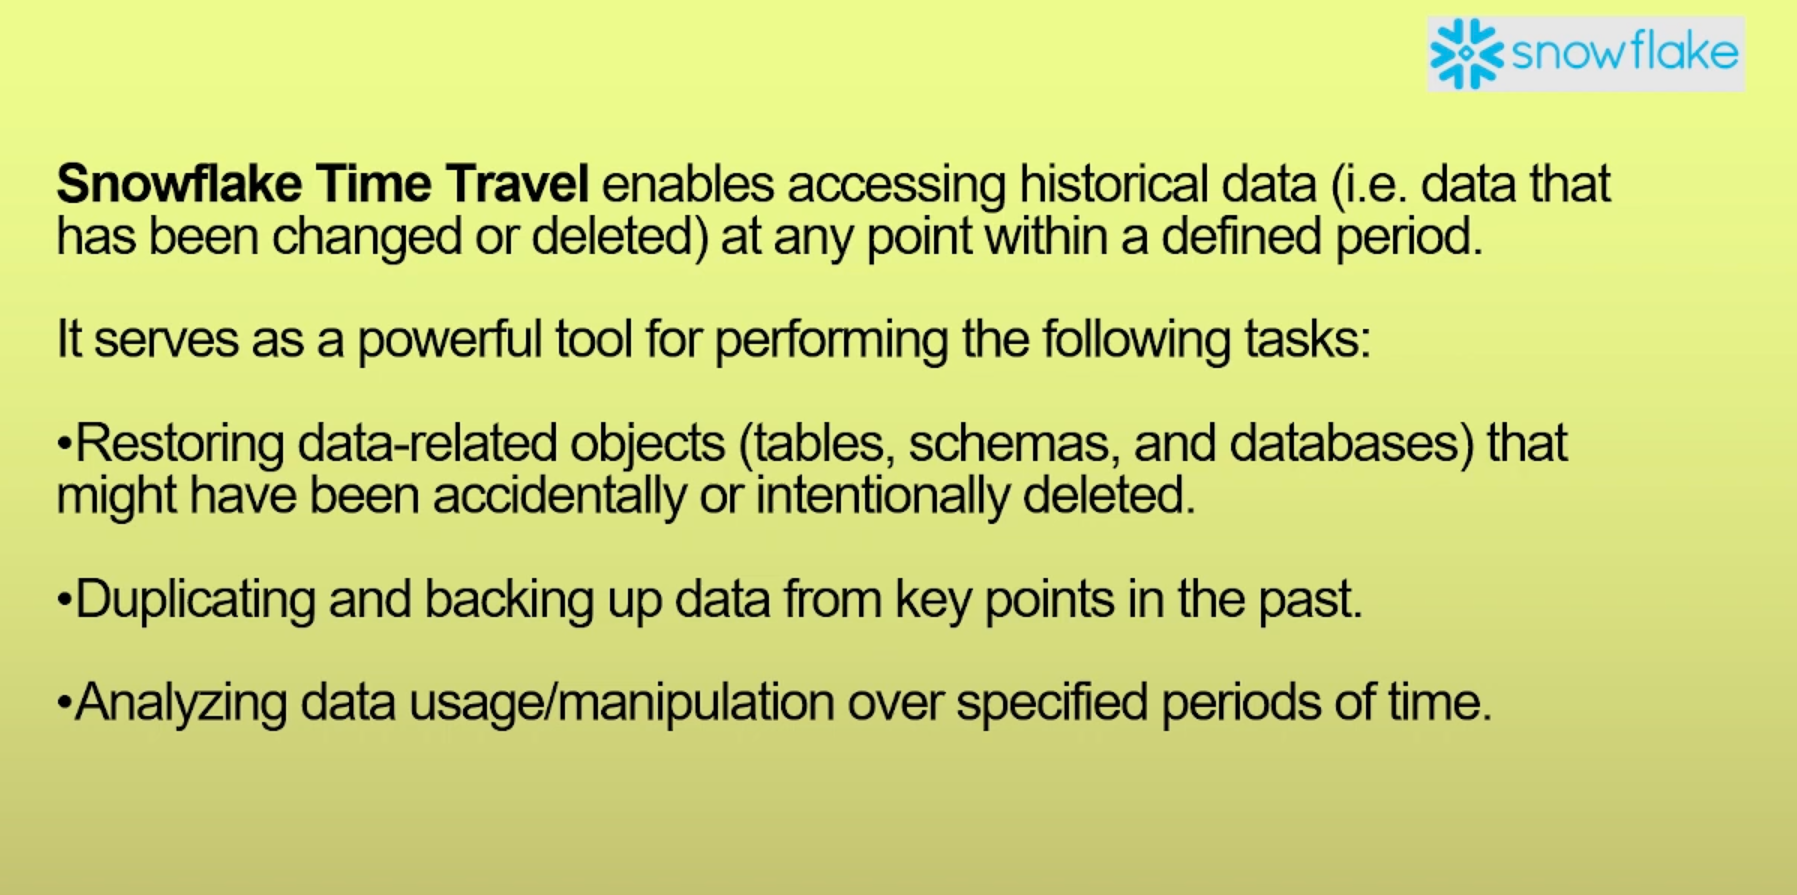 snowflake
Snowflake Time Travel enables accessing historical data (i.e. data that
has been changed or deleted) at any point within a defined period.
It serves as a powerful tool for performing the following tasks:
•Restoring data-related objects (tables, schemas, and databases) that
might have been accidentally or intentionally deleted.
•Duplicating and backing up data from key points in the past.
•Analyzing data usage/manipulation over specified periods of time.